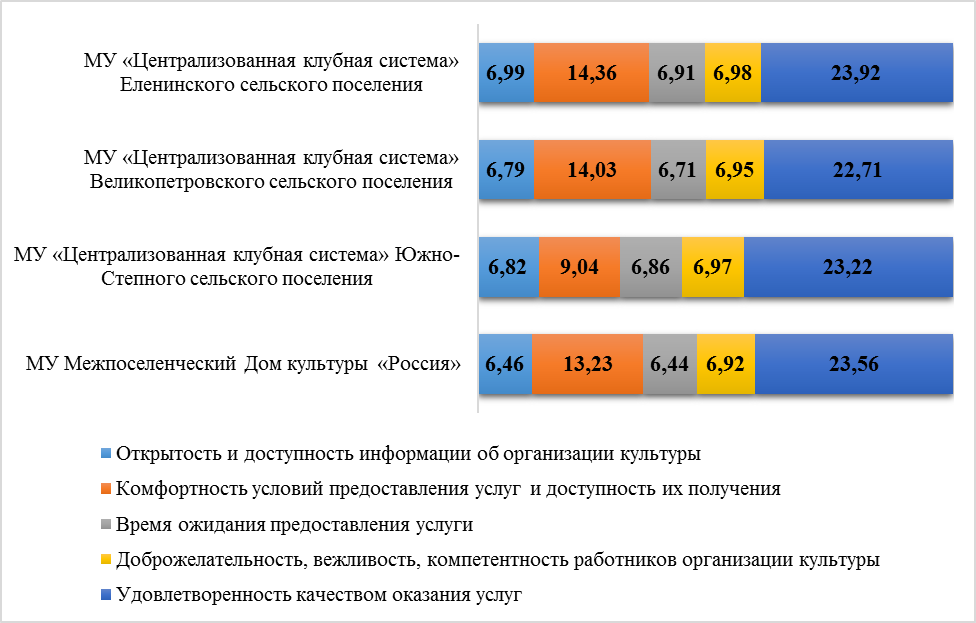 МУ «Централизованная клубная система»
Еленинского сельского поселения
6,99 14,36 6,91 6,98 23,92
МУ «Централизованная клубная система»
Великопетровского сельского поселения
6,79 14,03 6,71 6,95 22,71
МУ «Централизованная клубная система» Южно-
Степного сельского поселения
6,82 9,04 6,86 6,97 23,22
МУ Межпоселенческий Дом культуры «Россия»
6,46 13,23 6,44 6,92 23,56
Открытость и доступность информации об организации культуры
Комфортность условий предоставления услуг и доступность их получения
Время ожидания предоставления услуги
Доброжелательность, вежливость, компетентность работников организации культуры
Удовлетворенность качеством оказания услуг